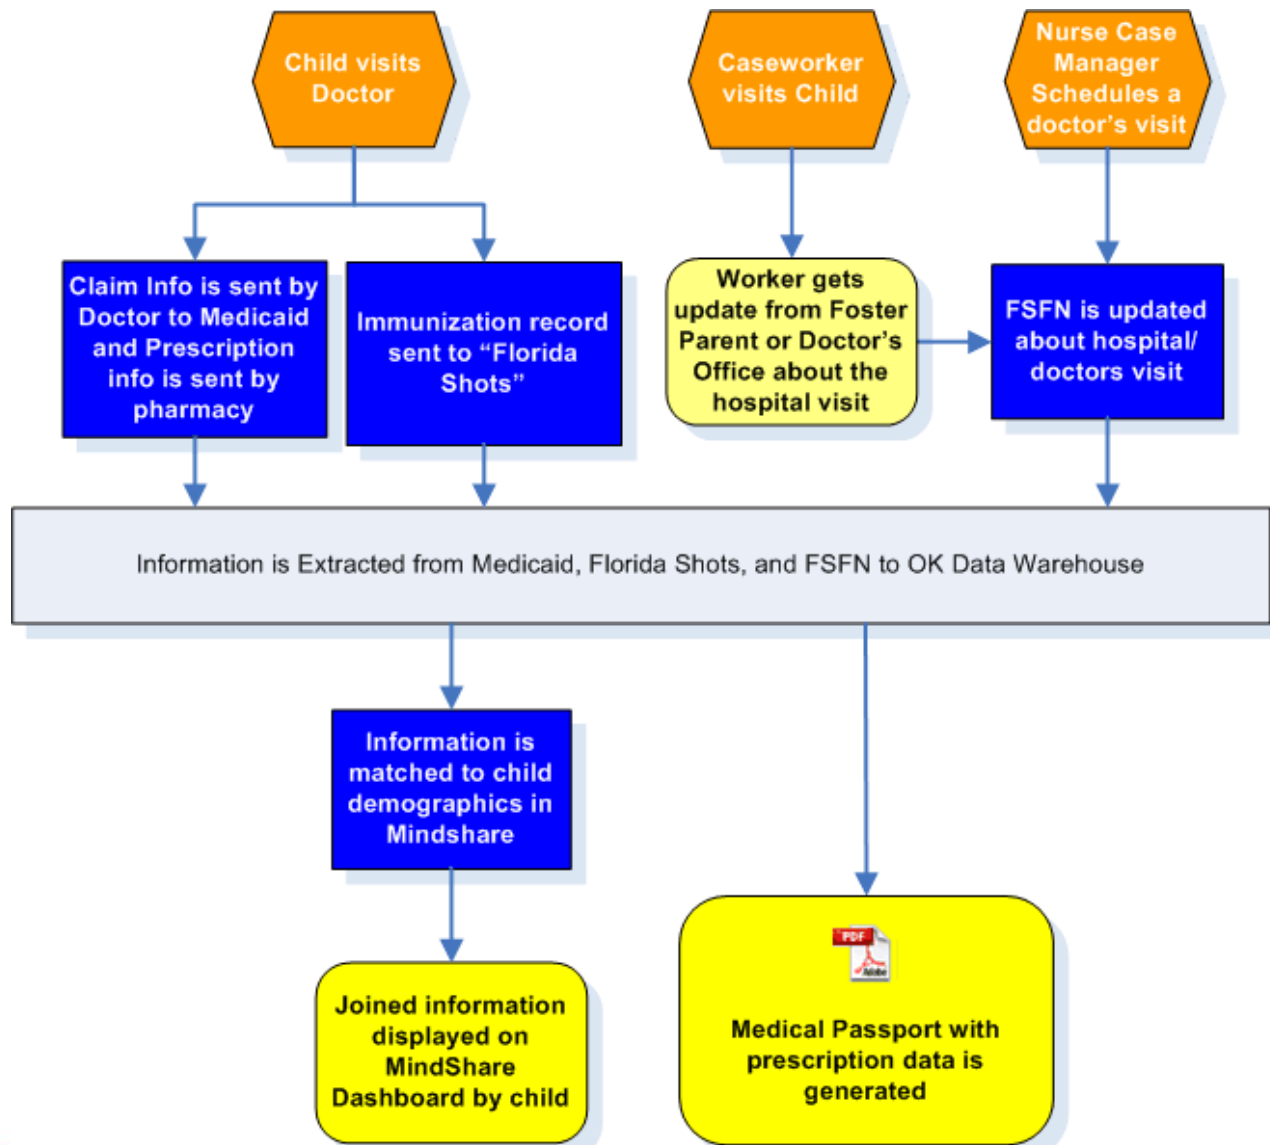 Child visits
Doctor
Caseworker
visits Child
Nurse Case
Manager
Schedules a
doctor's visit
Claim Info is sent by
Doctor to Medicaid
and Prescription
info is sent by
pharmacy
Immunization record
sent to “Florida
Shots”
Worker gets
update from Foster
Parent or Doctor's
Office about the
hospital visit
FSFN is updated
about hospital/
doctors visit
Information is Extracted from Medicaid, Florida Shots, and FSFN to OK Data Warehouse
Information is
matched to child
demographics in
Mindshare
Joined information
displayed on
MindShare
Dashboard by child
PDF
Adobe
Medical Passport with
prescription data is
generated